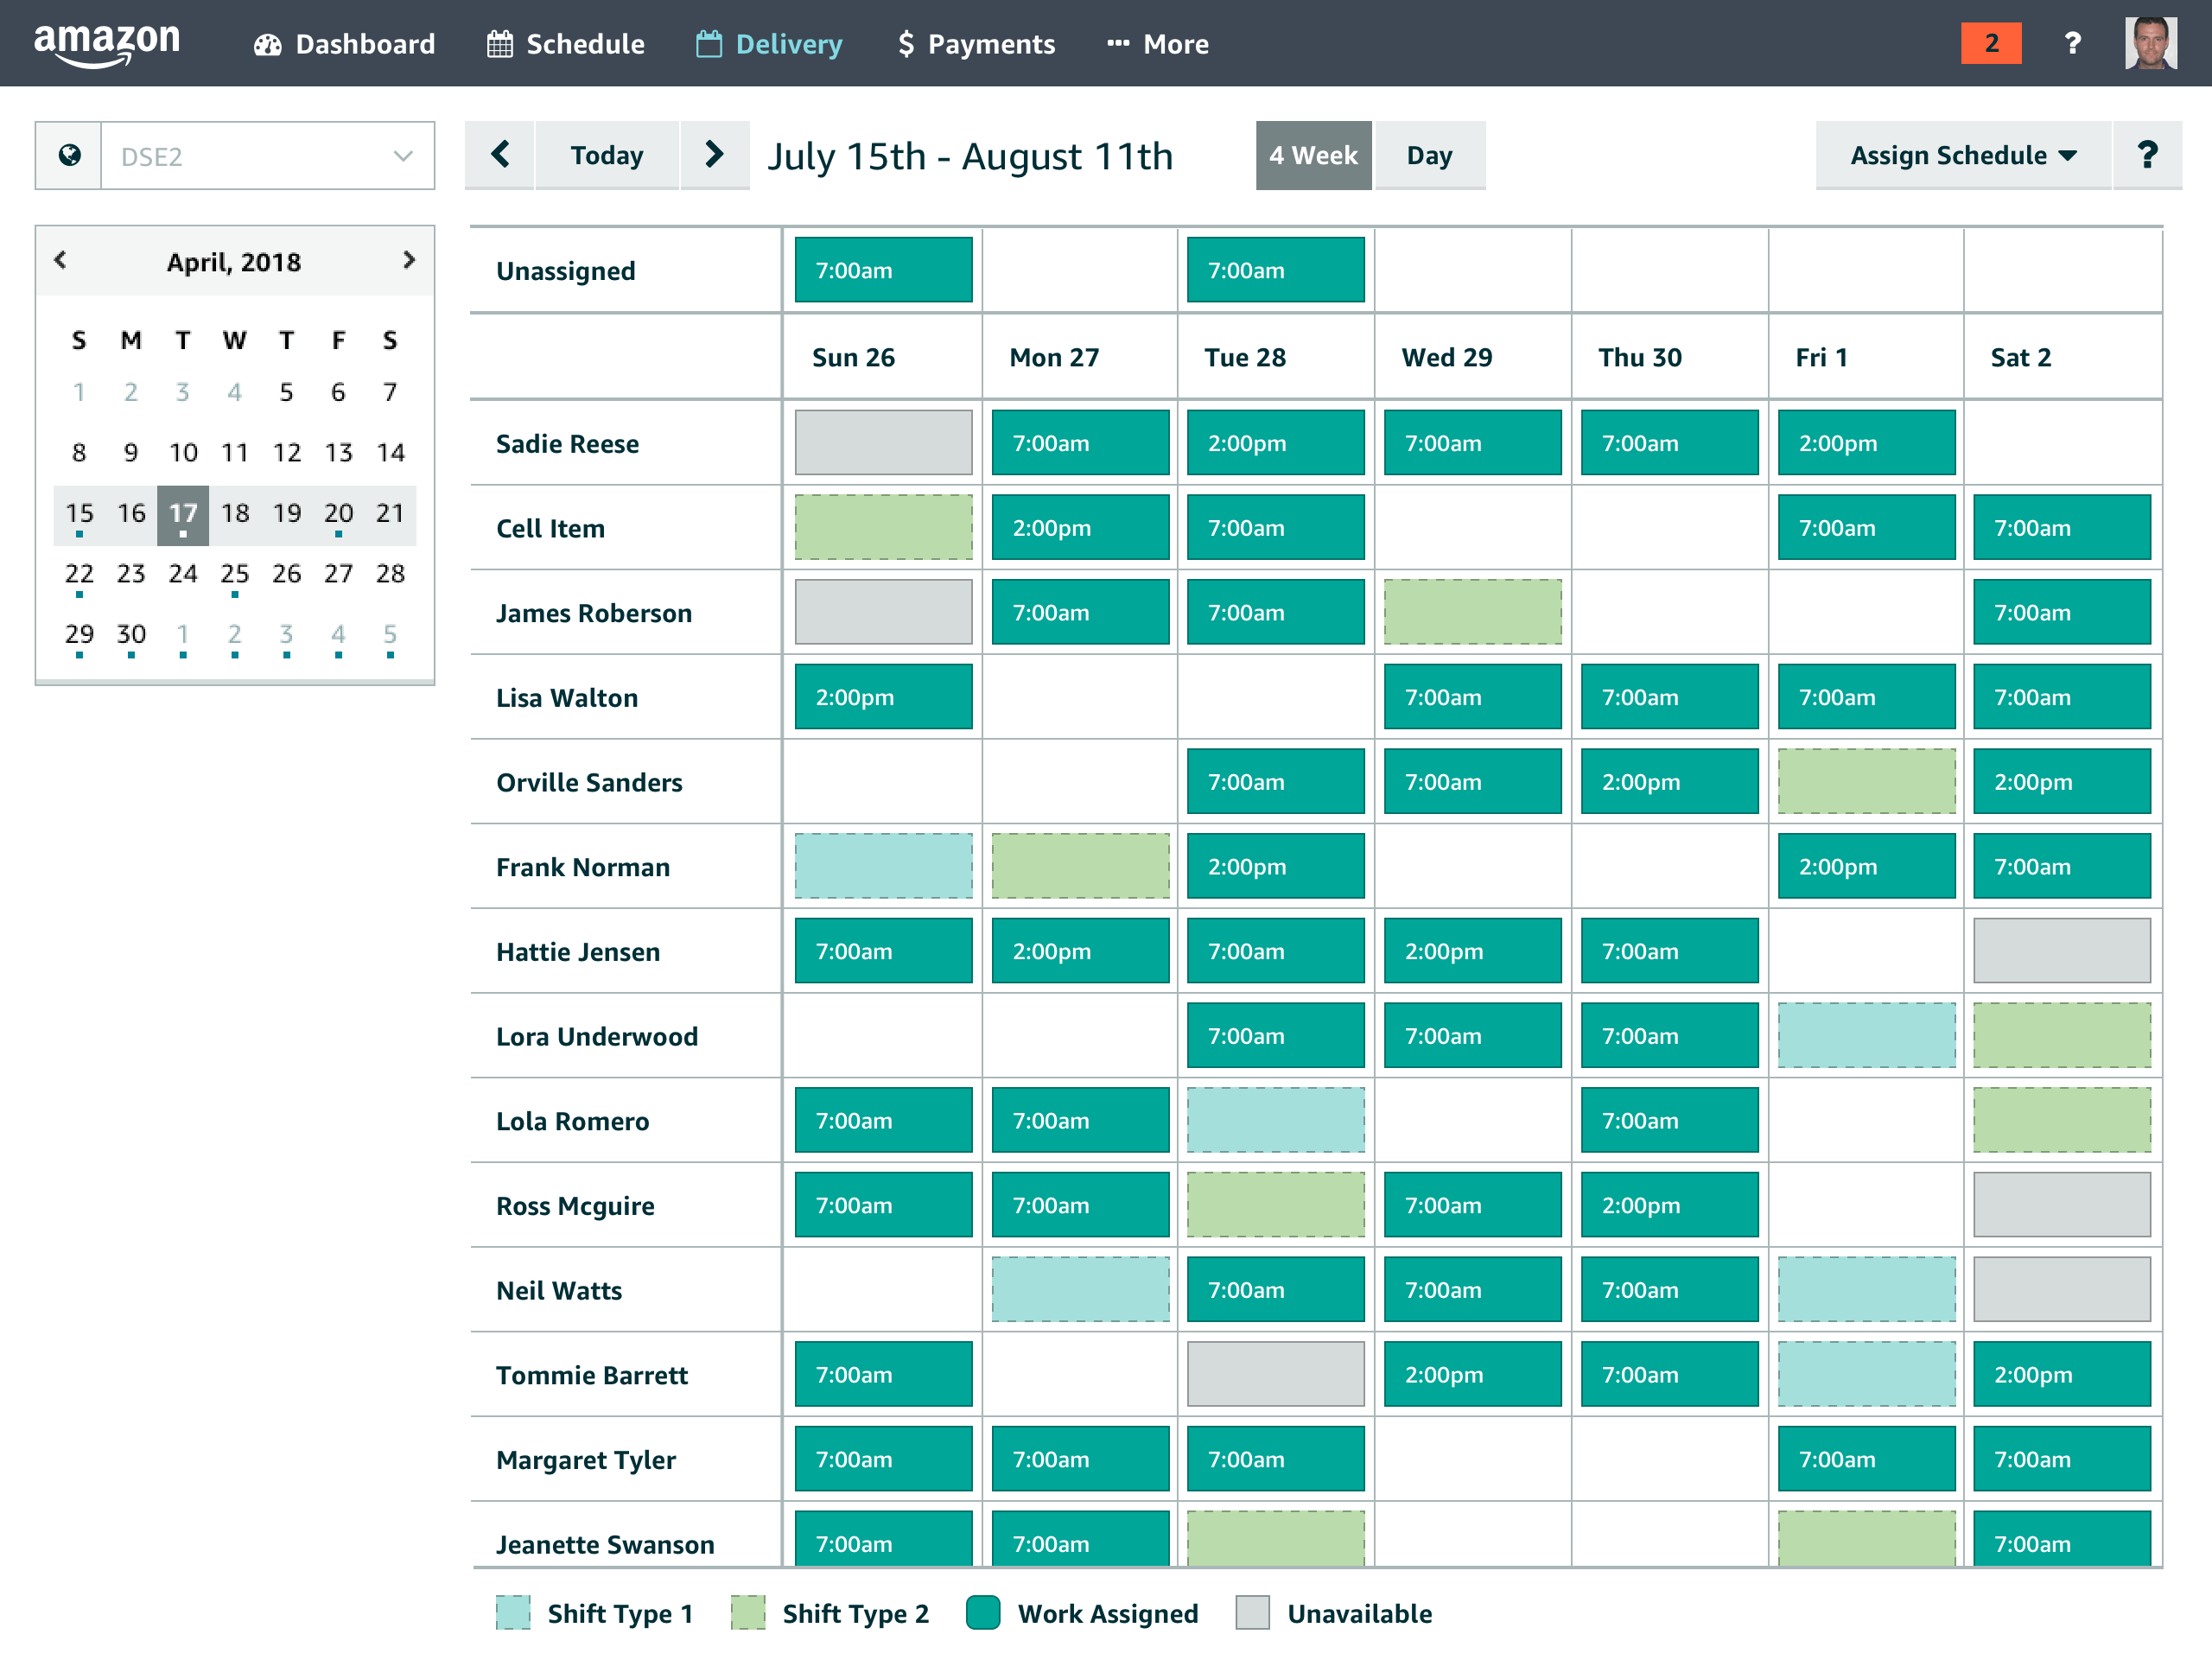 amazon Dashboard Schedule Delivery $ Payments ••• More 2 ?
DSE2 Today July 15th - August 11th 4 Week Day Assign Schedule ?
April, 2018
S M T W T F S
1 2 3 4 5 6 7
8 9 10 11 12 13 14
15 16 17 18 19 20 21
22 23 24 25 26 27 28
29 30 1 2 3 4 5
Unassigned 7:00am 7:00am
Sun 26 Mon 27 Tue 28 Wed 29 Thu 30 Fri 1 Sat 2
Sadie Reese 7:00am 2:00pm 7:00am 7:00am 2:00pm
Cell Item 2:00pm 7:00am 7:00am 7:00am
James Roberson 7:00am 7:00am 7:00am
Lisa Walton 2:00pm 7:00am 7:00am 7:00am 7:00am
Orville Sanders 7:00am 7:00am 2:00pm 2:00pm
Frank Norman 2:00pm 2:00pm 7:00am
Hattie Jensen 7:00am 2:00pm 7:00am 2:00pm 7:00am
Lora Underwood 7:00am 7:00am 7:00am
Lola Romero 7:00am 7:00am 7:00am
Ross Mcguire 7:00am 7:00am 7:00am 2:00pm
Neil Watts 7:00am 7:00am 7:00am
Tommie Barrett 7:00am 2:00pm 7:00am 2:00pm
Margaret Tyler 7:00am 7:00am 7:00am 7:00am 7:00am
Jeanette Swanson 7:00am 7:00am 7:00am
Shift Type 1 Shift Type 2 Work Assigned Unavailable